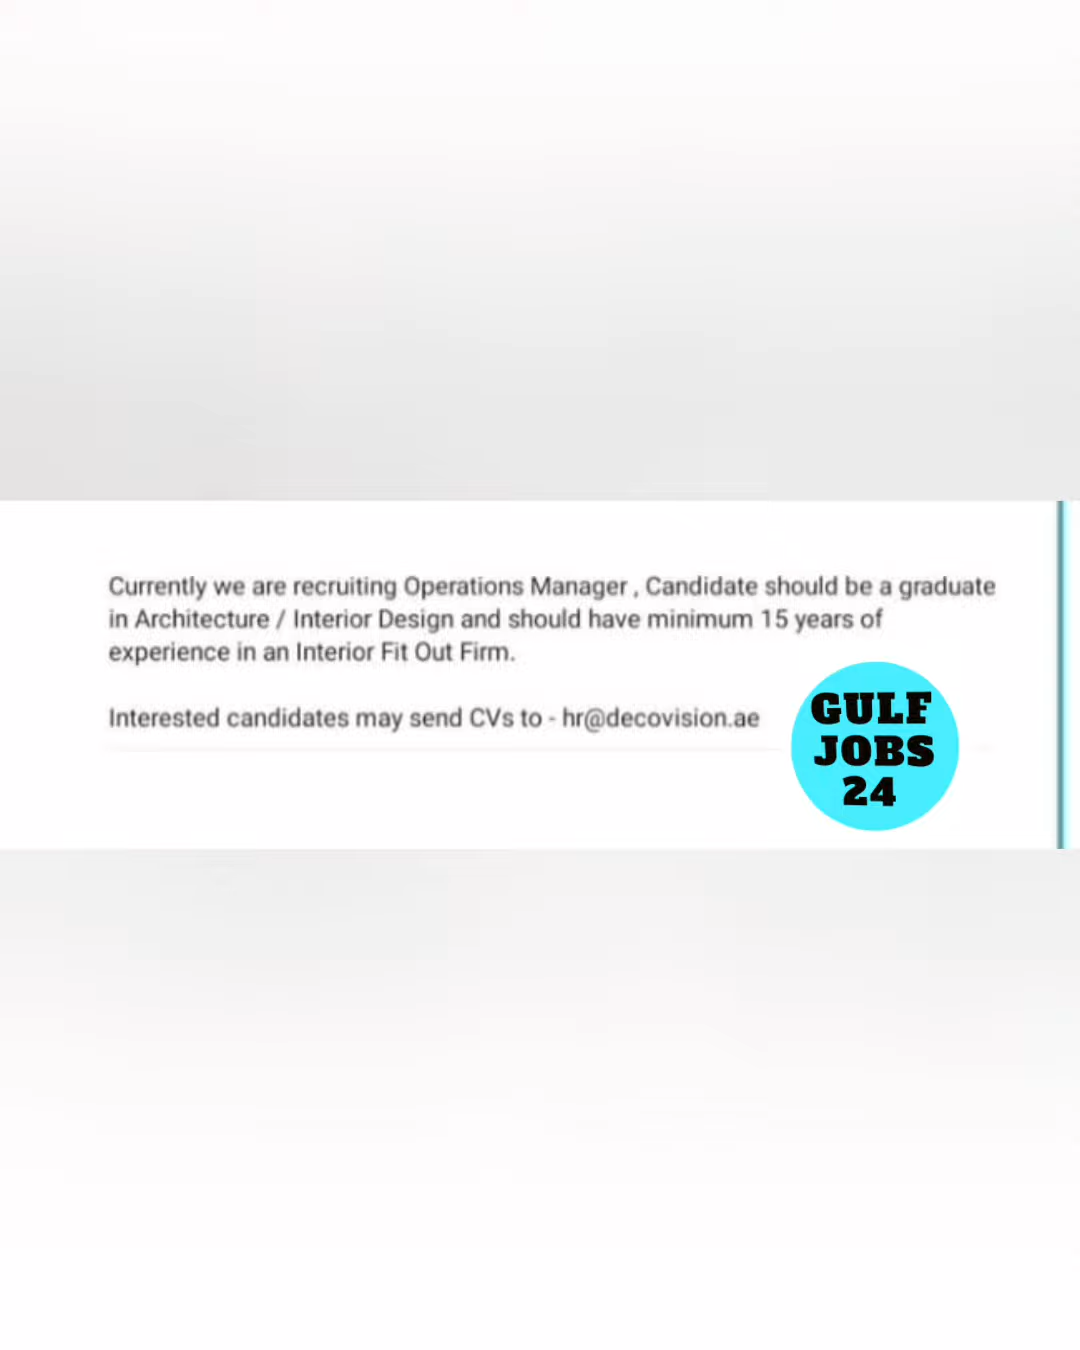 Currently we are recruiting Operations Manager , Candidate should be a graduate
in Architecture / Interior Design and should have minimum 15 years of
experience in an Interior Fit Out Firm.
Interested candidates may send CVs to - hr@decovision.ae
GULF
JOBS
24